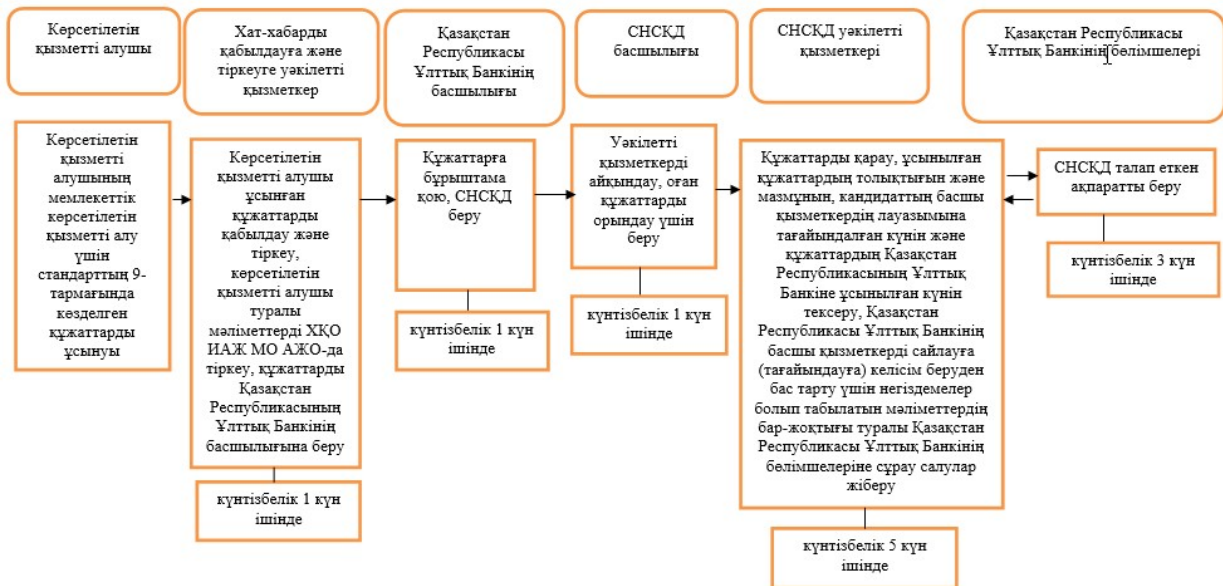 Көрсетілетін
қызметті алушы
Хат-хабарды
қабылдауға және
тіркеуге уәкілетті
қызметкер
Қазақстан
Республикасы
Ұлттық Банкінің
басшылығы
СНСҚД
басшылығы
СНСҚД уәкілетті
қызметкері
Қазақстан Республикасы
Ұлттық Банкінің бөлімшелері
Көрсетілетін
қызметті
алушының
мемлекеттік
көрсетілетін
қызметті алу
үшін
стандарттың 9-
тармағында
көзделген
құжаттарды
ұсынуы
Көрсетілетін
қызметті алушы
ұсынған
құжаттарды
қабылдау және
тіркеу,
көрсетілетін
қызметті алушы
туралы
мәліметтерді ХҚО
ИАЖ МО АЖО-да
тіркеу, құжаттарды
Қазақстан
Республикасының
Ұлттық Банкінің
басшылығына беру
күнтізбелік 1 күн
ішінде
Құжаттарға
бұрыштама
қою, СНСҚД
беру
күнтізбелік 1 күн
ішінде
Уәкілетті
қызметкерді
айқындау, оған
құжаттарды
орындау үшін
беру
күнтізбелік 1 күн
ішінде
Құжаттарды қарау, ұсынылған
құжаттардың толықтығын және
мазмұнын, кандидаттың басшы
қызметкердің лауазымына
тағайындалған күнін және
құжаттардың Қазақстан
Республикасының Ұлттық
Банкіне ұсынылған күнін
тексеру, Қазақстан
Республикасы Ұлттық Банкінің
басшы қызметкерді сайлауға
(тағайындауға) келісім беруден
бас тарту үшін негіздемелер
болып табылатын мәліметтердің
бар-жоқтығы туралы Қазақстан
Республикасы Ұлттық Банкінің
бөлімшелеріне сұрау салулар
жіберу
күнтізбелік 5 күн
ішінде
СНСҚД талап еткен
ақпаратты беру
күнтізбелік 3 күн
ішінде